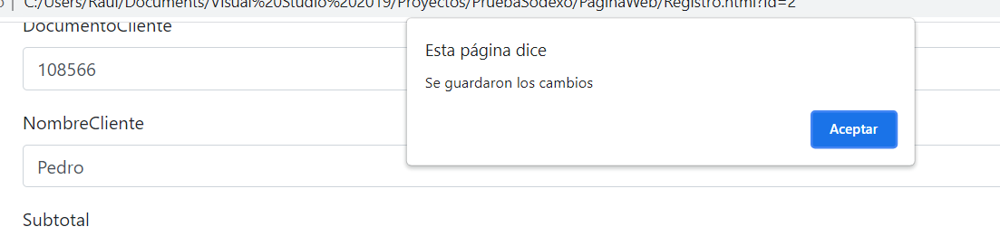 C:/Users/Raul/Documents/Visual%20Studio%202019/Proyectos/PruebaSodexo/PaginaWeb/Registro.html?id=2
DocumentoCliente
Esta página dice
108566
Se guardaron los cambios
NombreCliente
Aceptar
Pedro
Subtotal